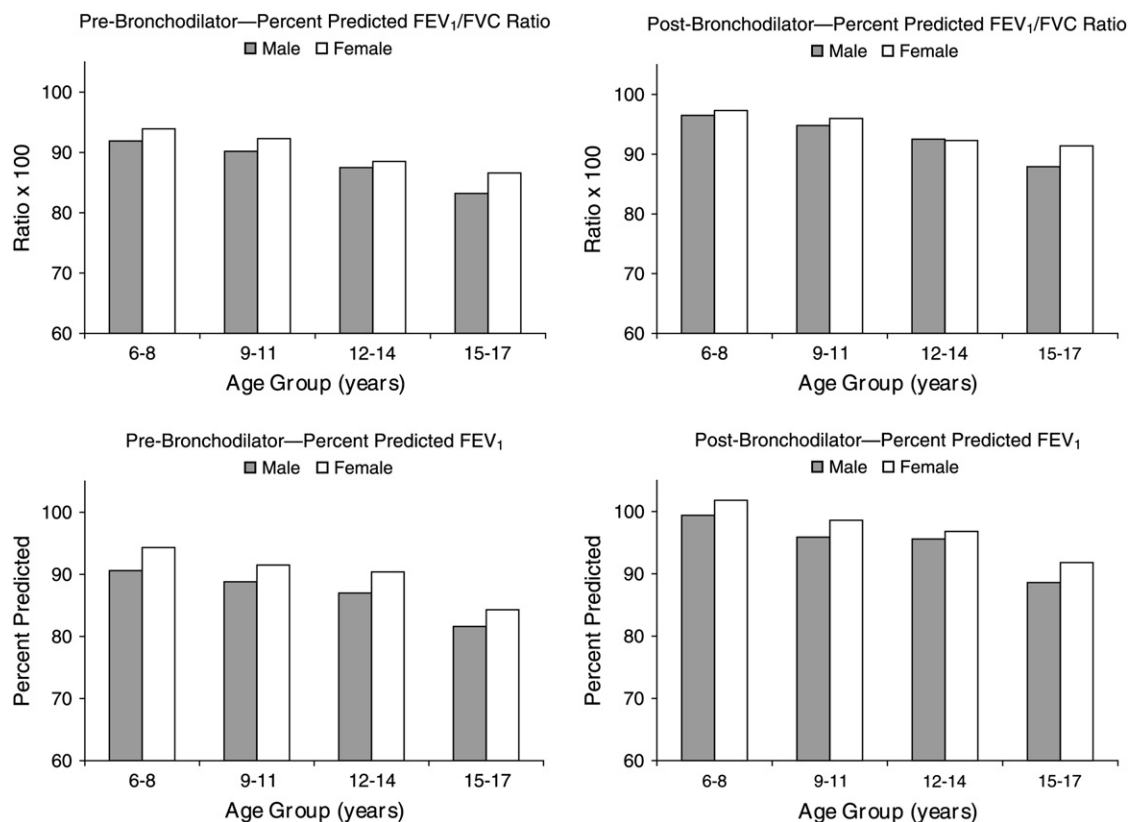 Pre-Bronchodilator—Percent Predicted FEV₁/FVC Ratio
Male Female
Ratio x 100
100
90
80
70
60
6-8 9-11 12-14 15-17
Age Group (years)
Post-Bronchodilator—Percent Predicted FEV₁/FVC Ratio
Male Female
Ratio x 100
100
90
80
70
60
6-8 9-11 12-14 15-17
Age Group (years)
Pre-Bronchodilator—Percent Predicted FEV₁
Male Female
Percent Predicted
100
90
80
70
60
6-8 9-11 12-14 15-17
Age Group (years)
Post-Bronchodilator—Percent Predicted FEV₁
Male Female
Percent Predicted
100
90
80
70
60
6-8 9-11 12-14 15-17
Age Group (years)